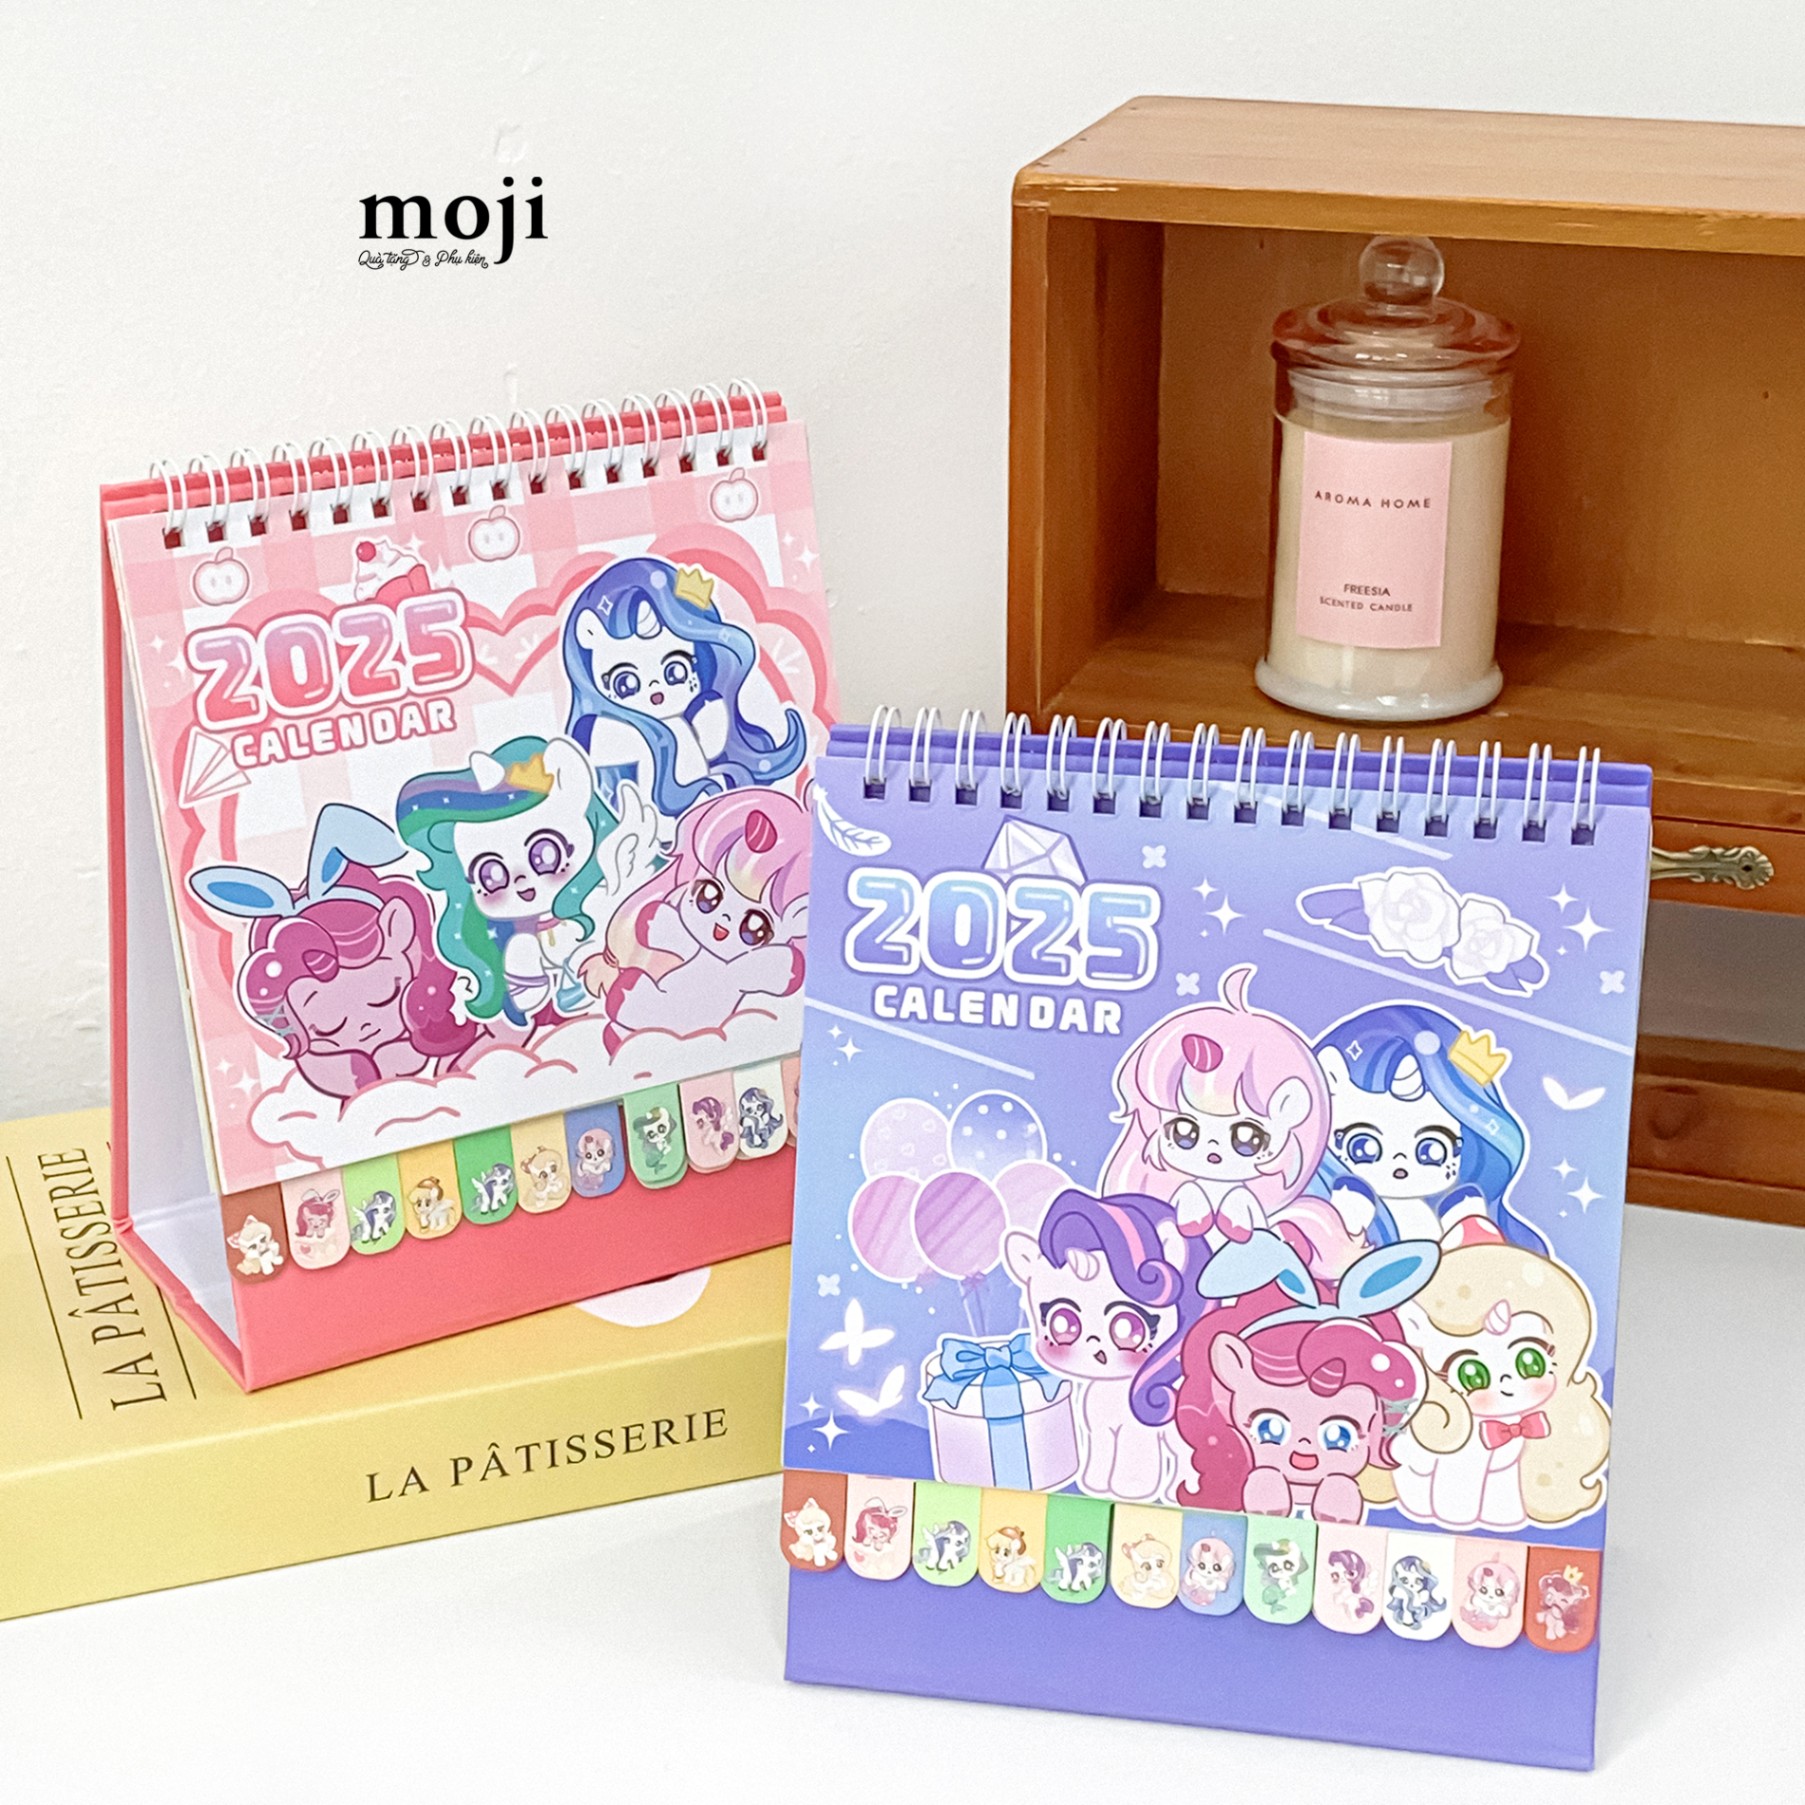 moji
Quà tặng & Phụ kiện
2025
CALENDAR
AROMA HOME
FREESIA
SCENTED CANDLE
2025
CALENDAR
LA PÂTISSERIE
LA PÂTISSERIE
LA PÂTISSERIE